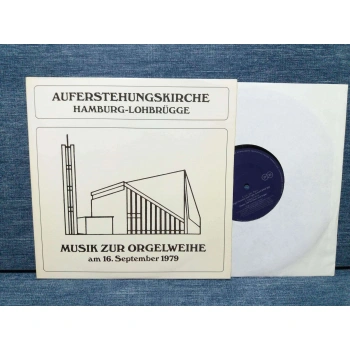 AUFERSTEHUNGSKIRCHE
HAMBURG-LOHBRÜGGE
MUSIK ZUR ORGELWEIHE
am 16. September 1979